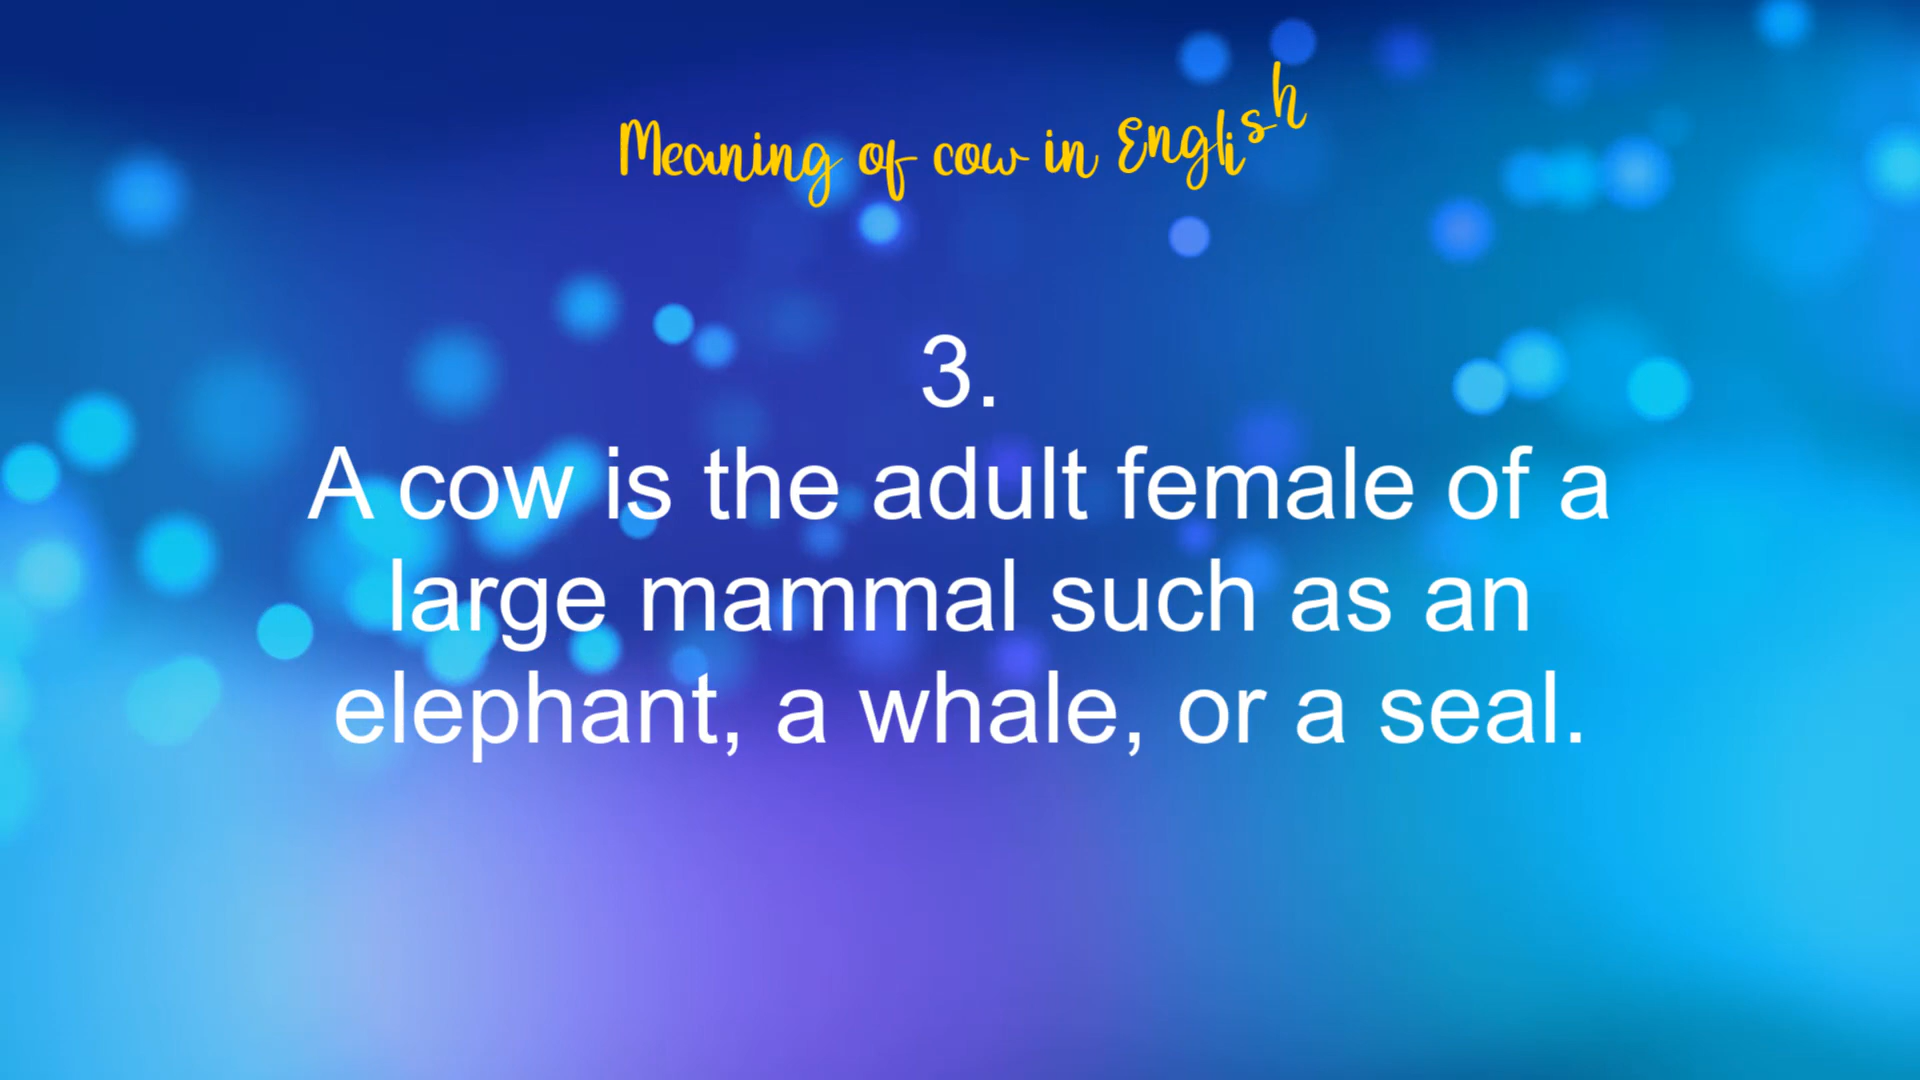 Meaning of cow in English
3.
A cow is the adult female of a
large mammal such as an
elephant, a whale, or a seal.